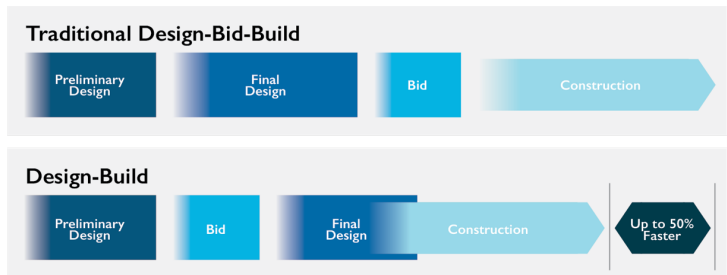 Traditional Design-Bid-Build
Preliminary
Design
Final
Design
Bid
Construction
Design-Build
Preliminary
Design
Bid
Final
Design
Construction
Up to 50%
Faster